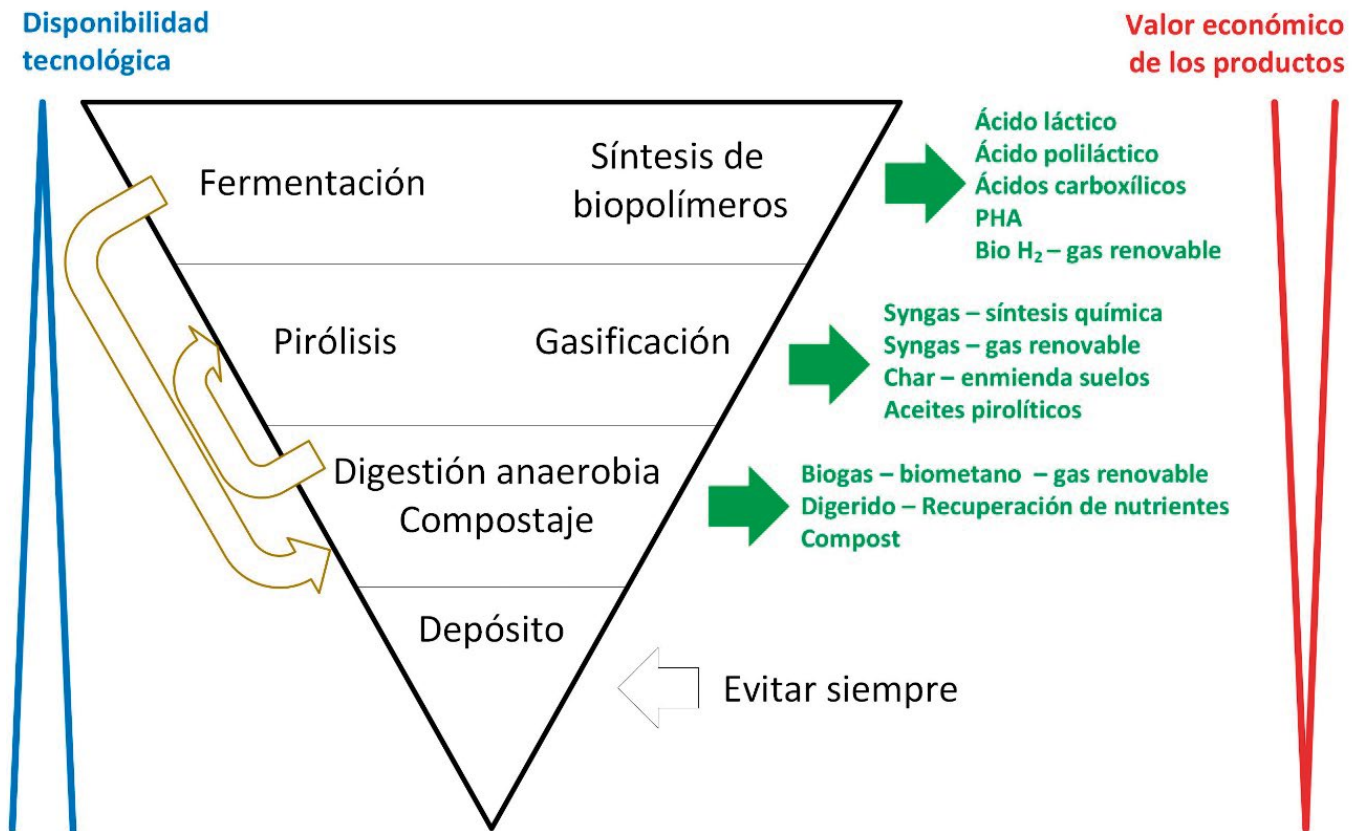 Disponibilidad
tecnológica
Valor económico
de los productos
Fermentación
Síntesis de
biopolímeros
Ácido láctico
Ácido poliláctico
Ácidos carboxílicos
PHA
Bio H₂ – gas renovable
Pirólisis
Gasificación
Syngas – síntesis química
Syngas – gas renovable
Char – enmienda suelos
Aceites pirolíticos
Digestión anaerobia
Compostaje
Biogas – biometano – gas renovable
Digerido – Recuperación de nutrientes
Compost
Depósito
Evitar siempre